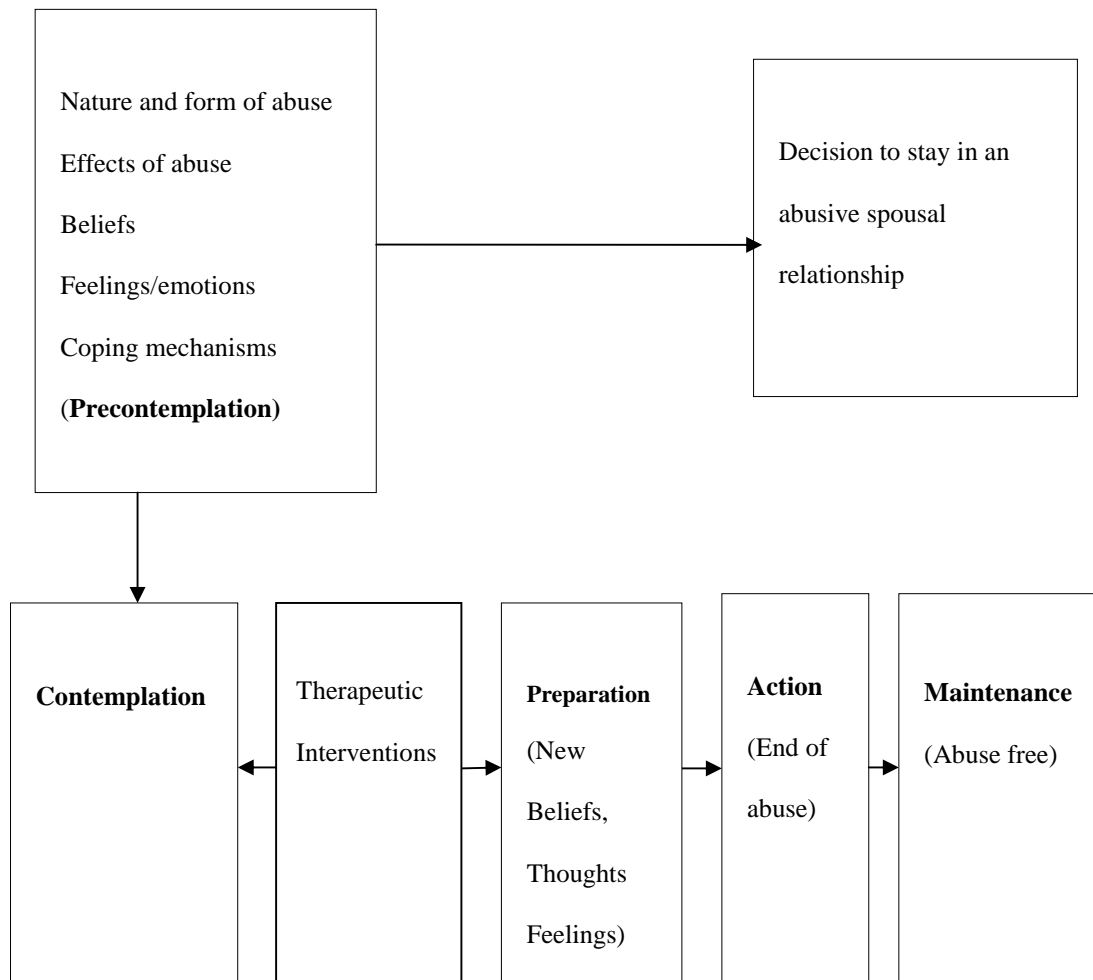 Nature and form of abuse
Effects of abuse
Beliefs
Feelings/emotions
Coping mechanisms
(Precontemplation)
Decision to stay in an
abusive spousal
relationship
Contemplation
Therapeutic
Interventions
Preparation
(New
Beliefs,
Thoughts
Feelings)
Action
(End of
abuse)
Maintenance
(Abuse free)